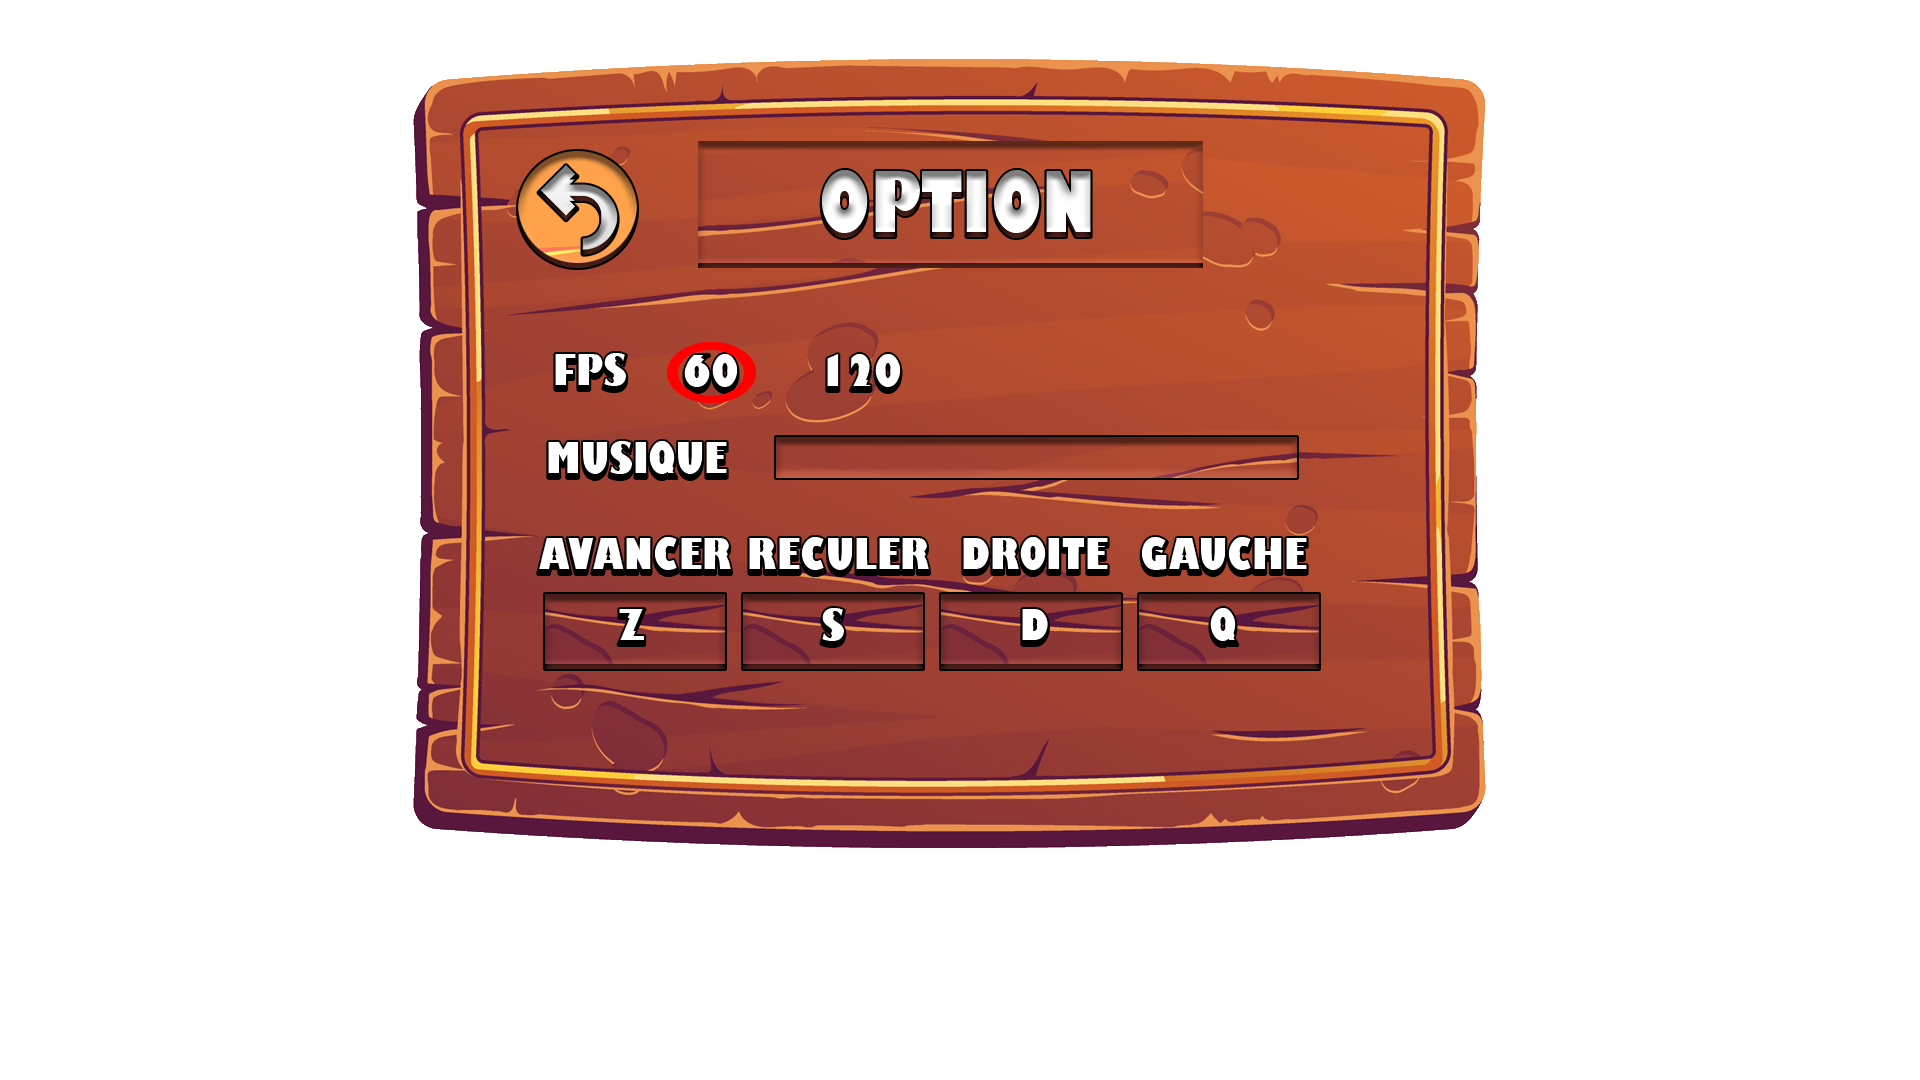 OPTION
FPS 60 120
MUSIQUE
AVANCER RECULER DROITE GAUCHE
Z S D Q